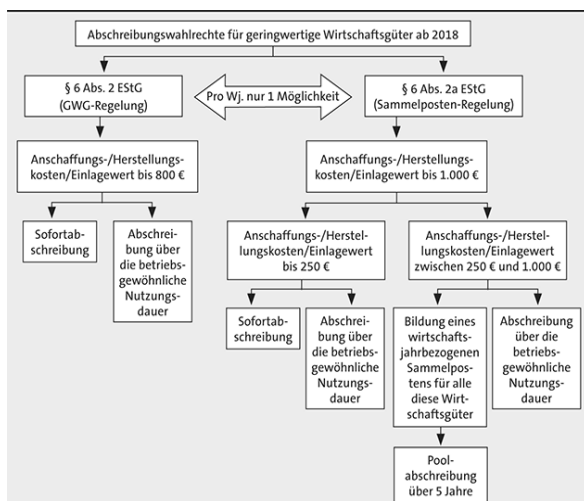 Abschreibungswahlrechte für geringwertige Wirtschaftsgüter ab 2018
§ 6 Abs. 2 EStG
(GWG-Regelung)
Pro Wj. nur 1 Möglichkeit
§ 6 Abs. 2a EStG
(Sammelposten-Regelung)
Anschaffungs-/Herstellungs-
kosten/Einlagewert bis 800 €
Anschaffungs-/Herstellungs-
kosten/Einlagewert bis 1.000 €
Sofortab-
schreibung
Abschrei-
bung über
die betriebs-
gewöhnliche
Nutzungs-
dauer
Anschaffungs-/Herstel-
lungskosten/Einlagewert
bis 250 €
Anschaffungs-/Herstel-
lungskosten/Einlagewert
zwischen 250 € und 1.000 €
Sofortab-
schreibung
Abschrei-
bung über
die betriebs-
gewöhnliche
Nutzungs-
dauer
Bildung eines
wirtschafts-
jahrbezogenen
Sammelpos-
tens für alle
diese Wirt-
schaftsgüter
Abschreibung
über die
betriebsge-
wöhnliche
Nutzungs-
dauer
Pool-
abschreibung
über 5 Jahre